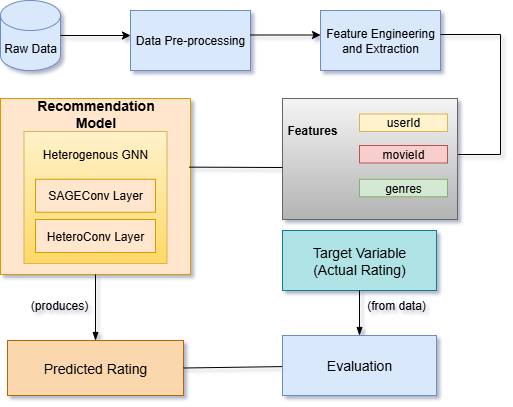 Raw Data
Data Pre-processing
Feature Engineering
and Extraction
Recommendation
Model
Heterogenous GNN
SAGEConv Layer
HeteroConv Layer
Features
userId
movieId
genres
Target Variable
(Actual Rating)
(produces)
(from data)
Predicted Rating
Evaluation